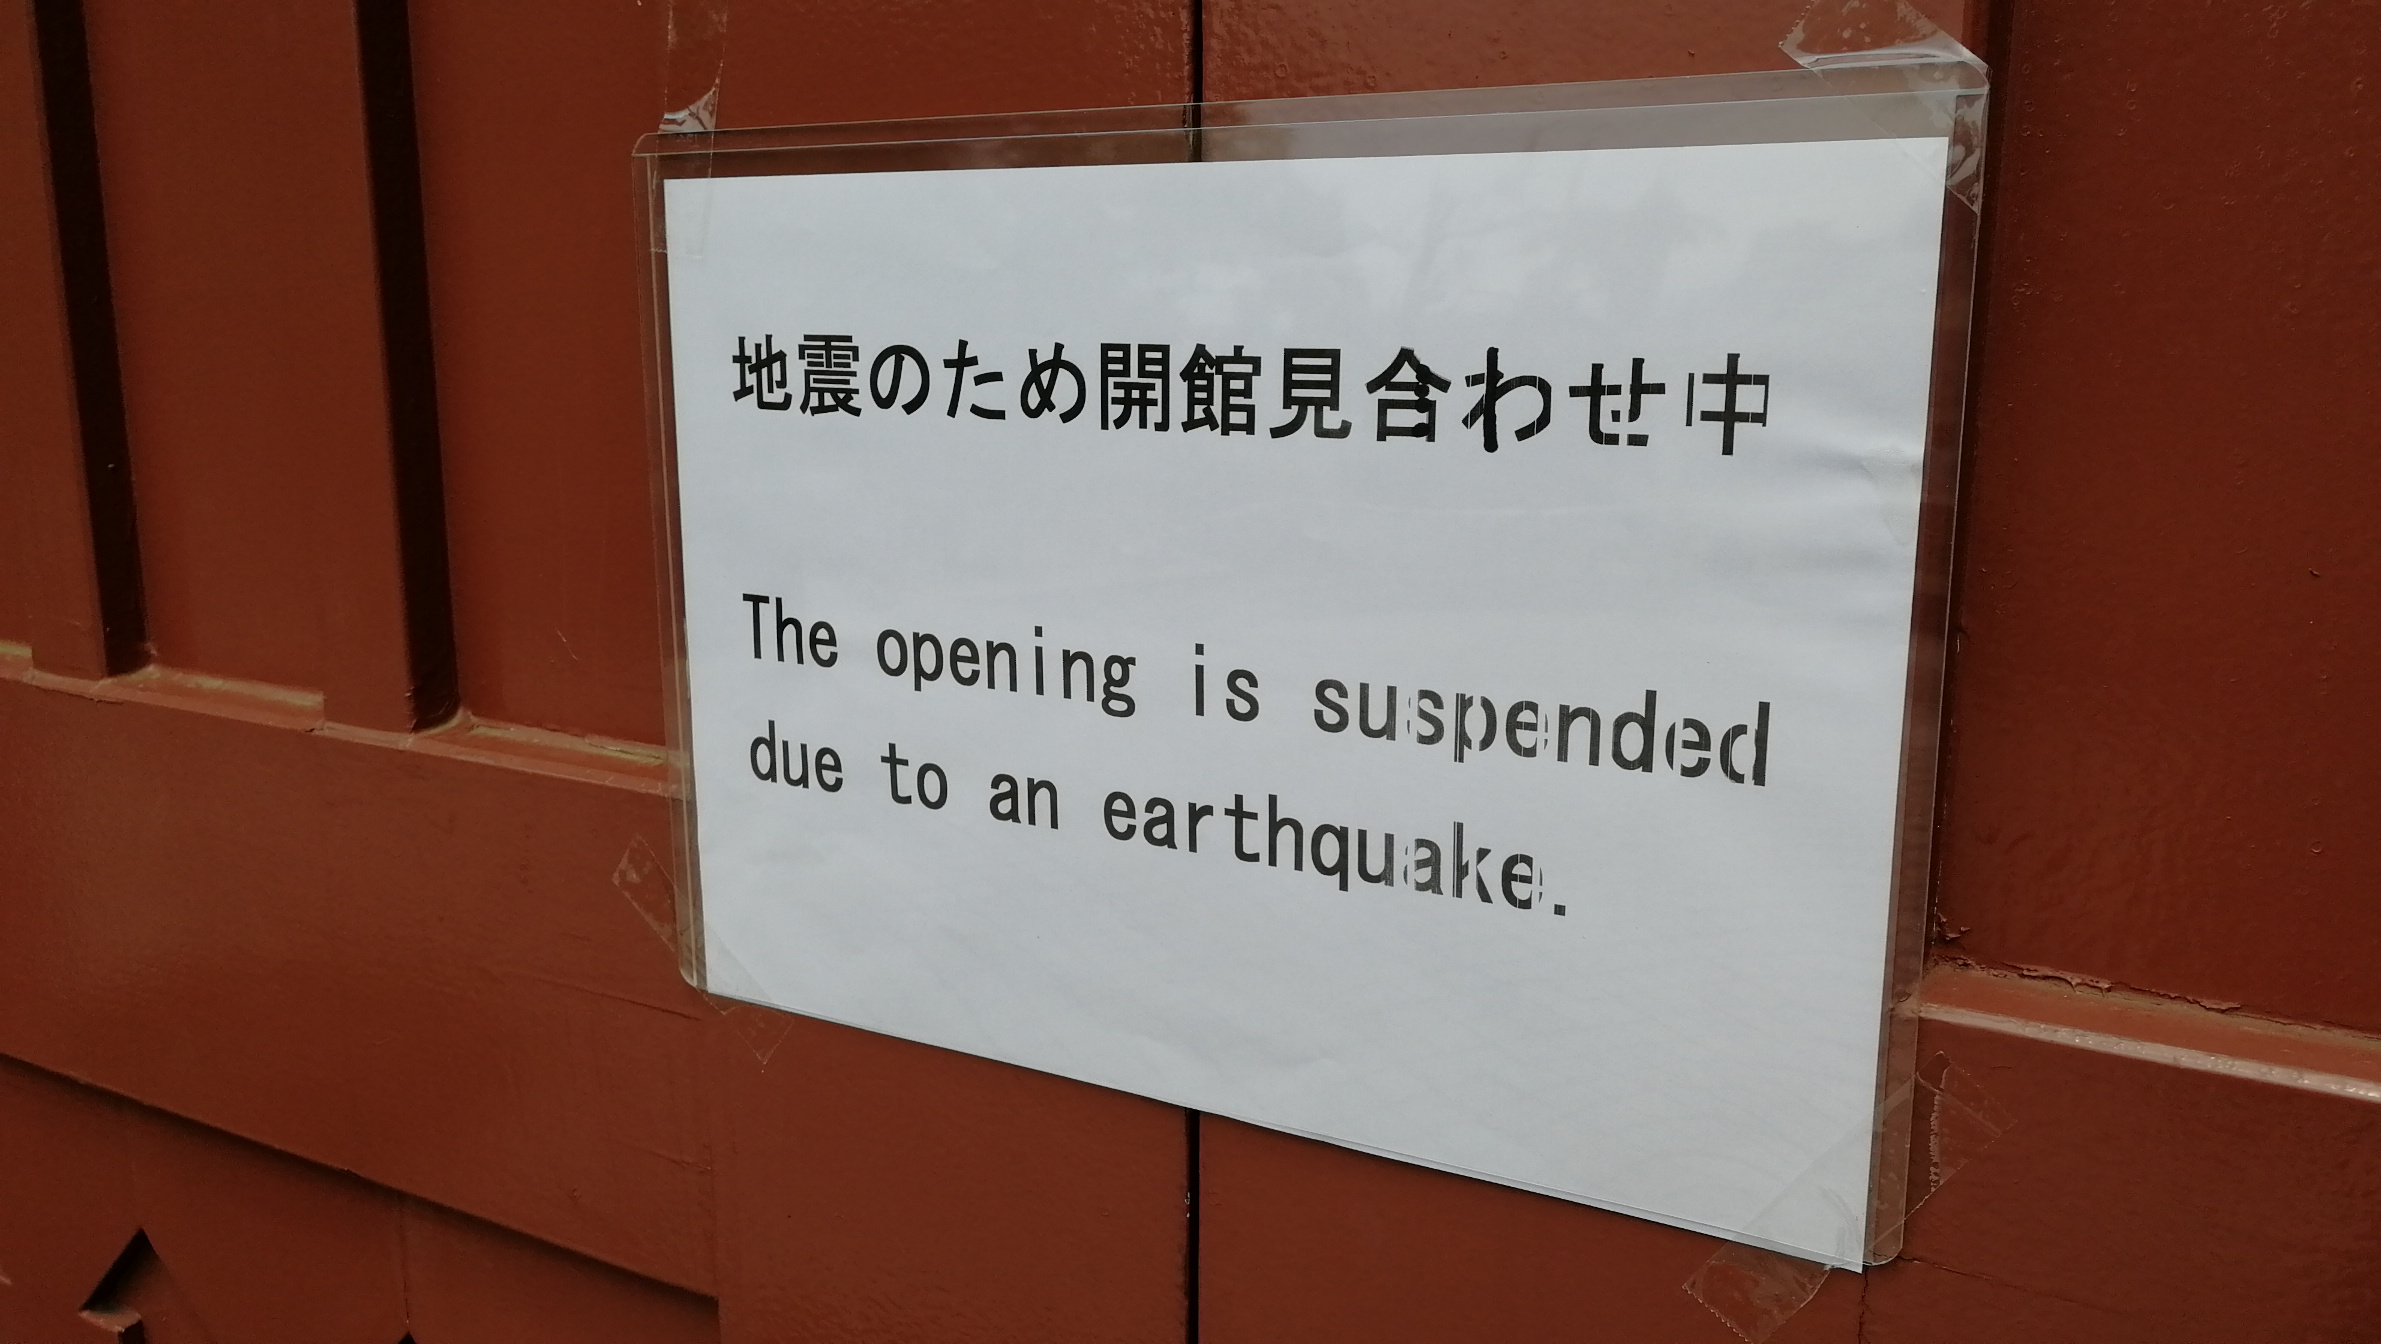 地震のため開館見合わせ中
The opening is suspended
due to an earthquake.